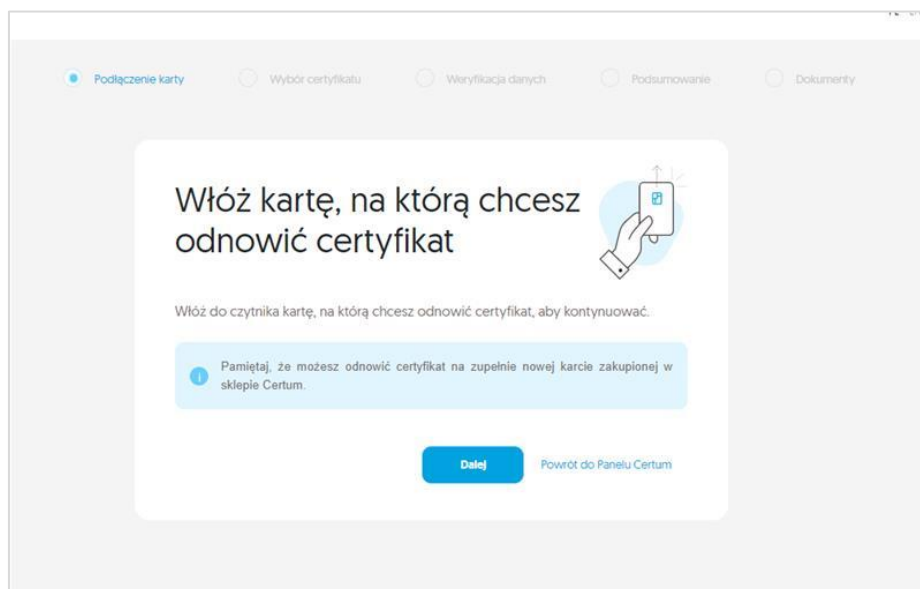 Podłączenie karty
Wybór certyfikatu
Weryfikacja danych
Podsumowanie
Dokumenty
Włóż kartę, na którą chcesz
odnowić certyfikat
Włóż do czytnika kartę, na którą chcesz odnowić certyfikat, aby kontynuować.
Pamiętaj, że możesz odnowić certyfikat na zupełnie nowej karcie zakupionej w
sklepie Certum.
Dalej
Powrót do Panelu Certum